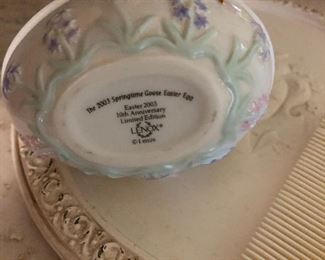 The 2003 Springtime Goose Easter Egg
Easter 2003
10th Anniversary
Limited Edition
LENOX®
© Lenox